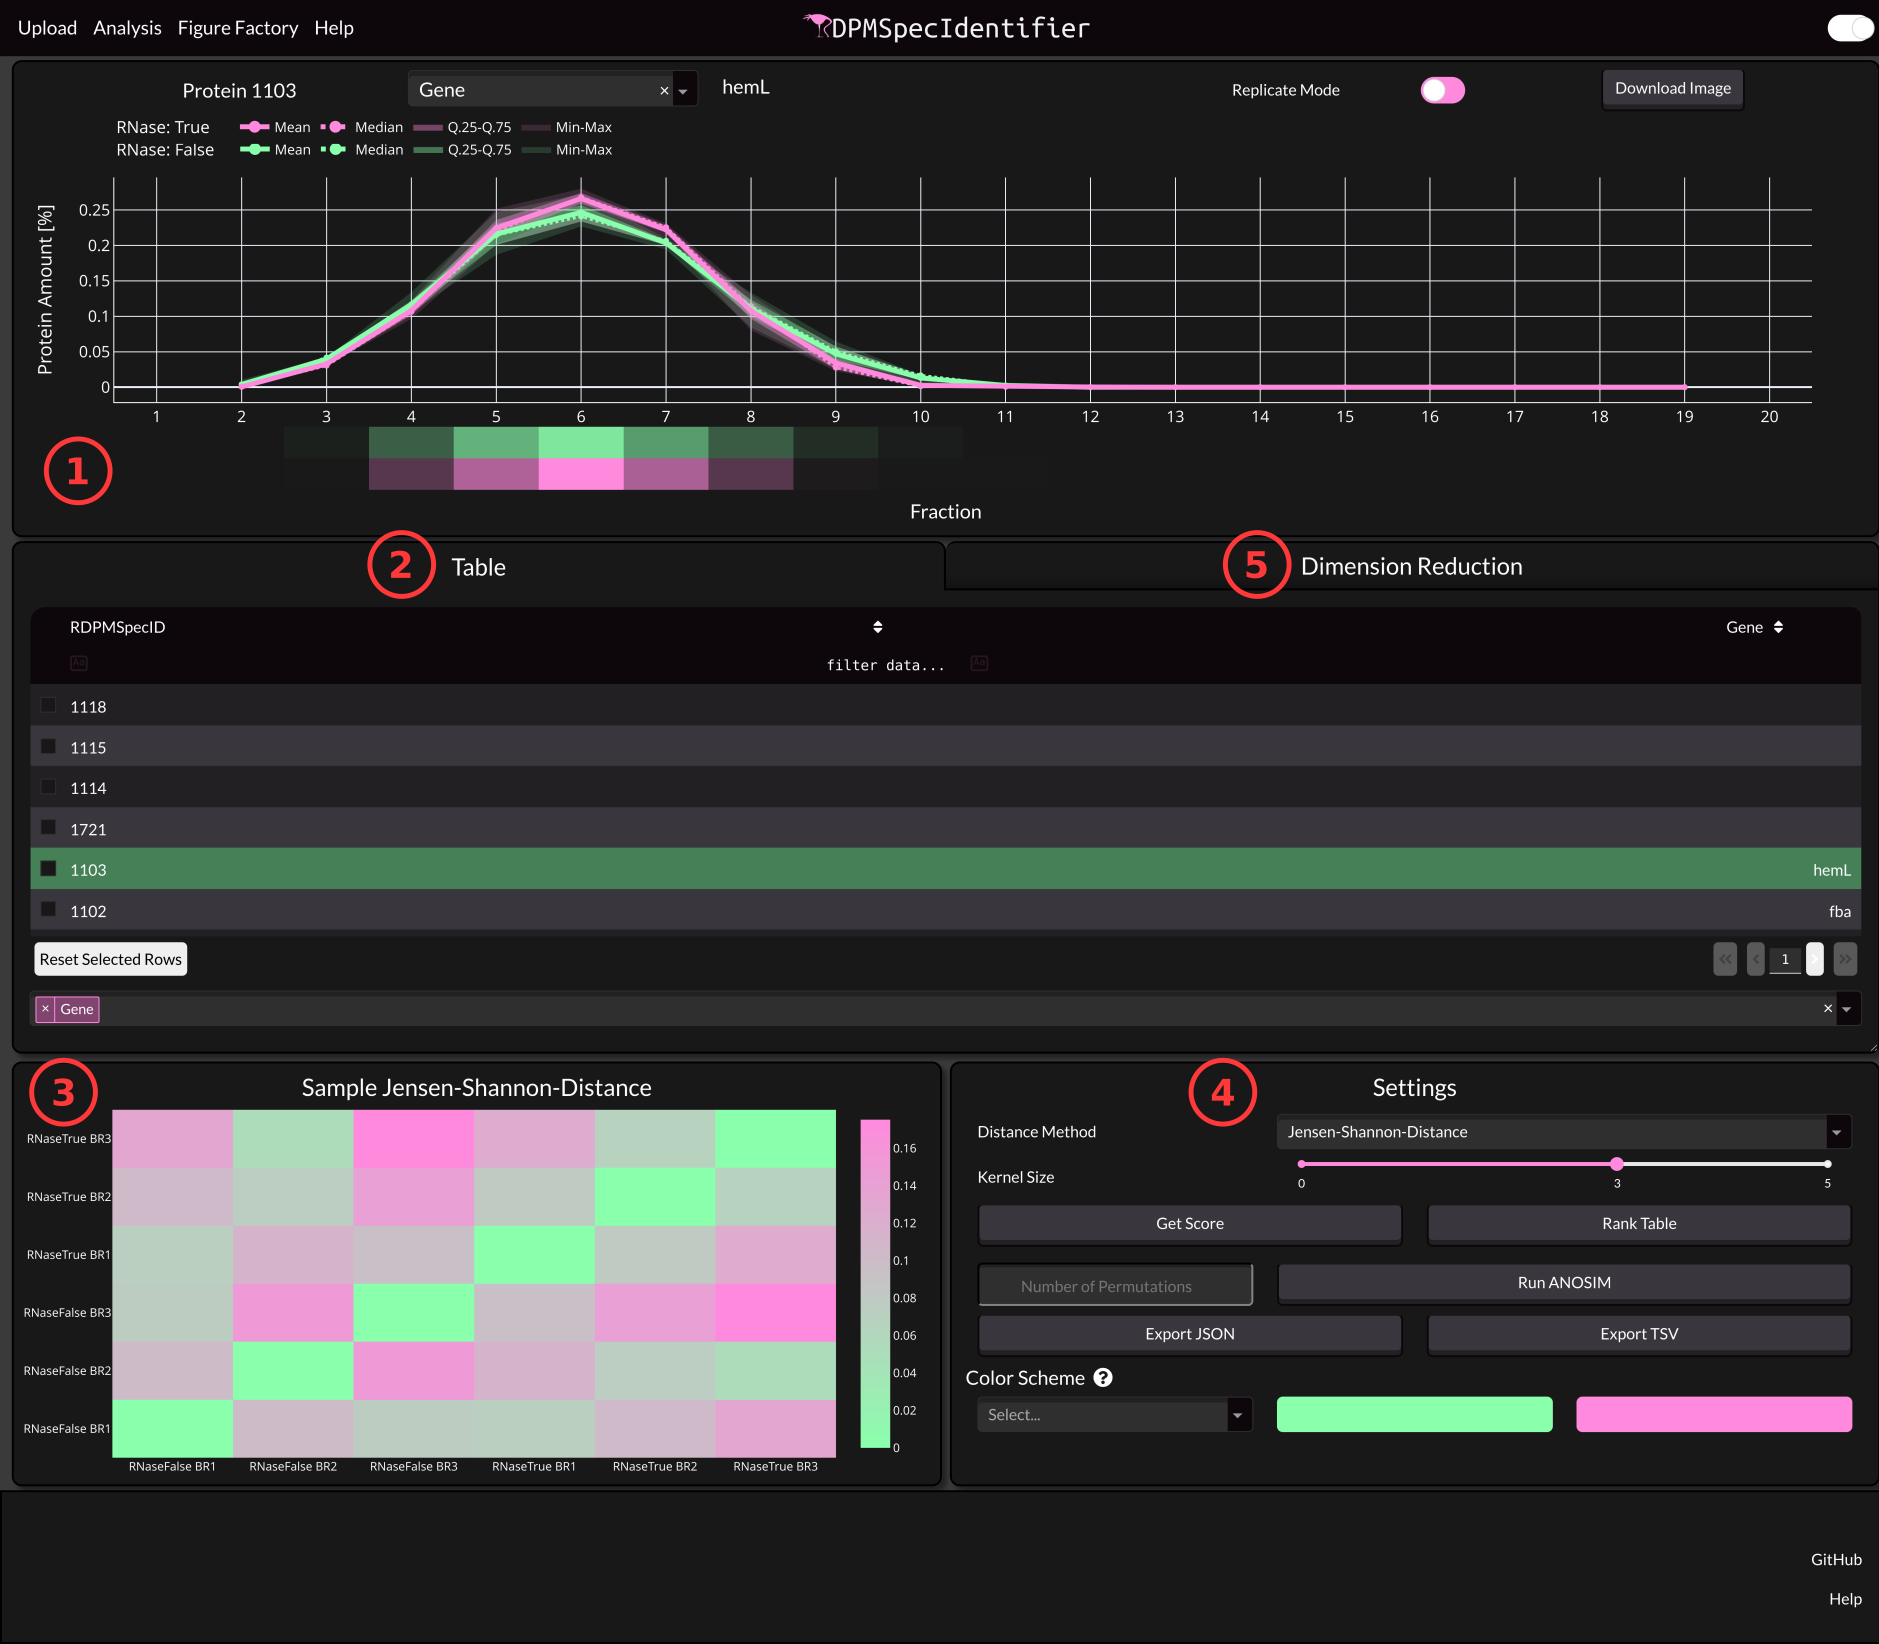 Upload Analysis Figure Factory Help
DPMSpecIdentifier
Protein 1103 Gene × hemL Replicate Mode Download Image
RNase: True Mean Median Q.25-Q.75 Min-Max
RNase: False Mean Median Q.25-Q.75 Min-Max
Protein Amount [%]
0.25
0.2
0.15
0.1
0.05
0
1 2 3 4 5 6 7 8 9 10 11 12 13 14 15 16 17 18 19 20
1
Fraction
2 Table
5 Dimension Reduction
RDPMSpecID Gene
Aa filter data... Aa
1118
1115
1114
1721
1103 hemL
1102 fba
Reset Selected Rows
« ‹ 1 › »
× Gene ×
3 Sample Jensen-Shannon-Distance
RNaseTrue BR3
RNaseTrue BR2
RNaseTrue BR1
RNaseFalse BR3
RNaseFalse BR2
RNaseFalse BR1
RNaseFalse BR1 RNaseFalse BR2 RNaseFalse BR3 RNaseTrue BR1 RNaseTrue BR2 RNaseTrue BR3
0.16
0.14
0.12
0.1
0.08
0.06
0.04
0.02
0
4 Settings
Distance Method Jensen-Shannon-Distance
Kernel Size
0 3 5
Get Score Rank Table
Number of Permutations Run ANOSIM
Export JSON Export TSV
Color Scheme ?
Select...
GitHub
Help